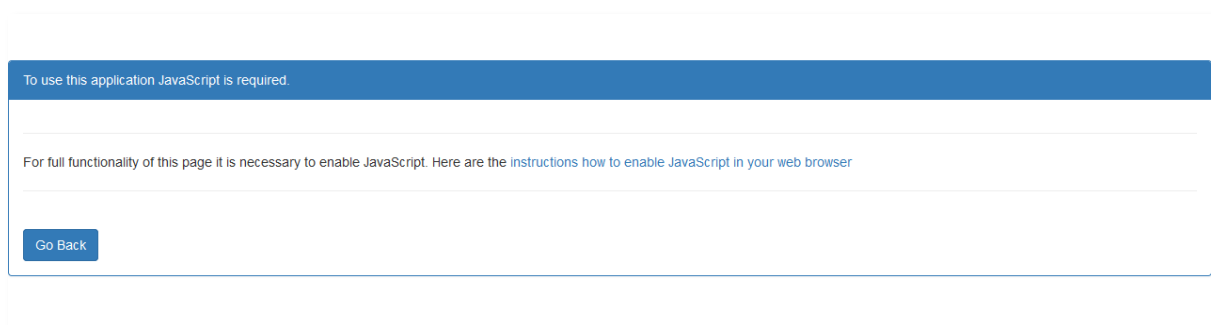 To use this application JavaScript is required.
For full functionality of this page it is necessary to enable JavaScript. Here are the instructions how to enable JavaScript in your web browser
Go Back